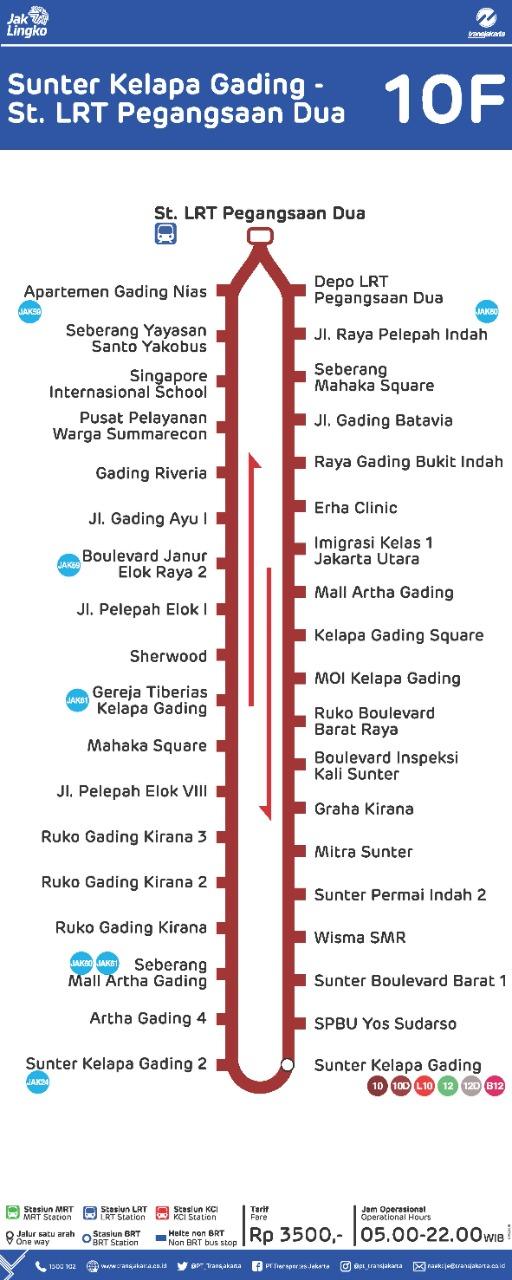 Jak
Lingko
transjakarta
Sunter Kelapa Gading -
St. LRT Pegangsaan Dua
10F
St. LRT Pegangsaan Dua
Apartemen Gading Nias
JAK59
Seberang Yayasan
Santo Yakobus
Singapore
Internasional School
Pusat Pelayanan
Warga Summarecon
Gading Riveria
Jl. Gading Ayu I
JAK59
Boulevard Janur
Elok Raya 2
Jl. Pelepah Elok I
Sherwood
JAK61
Gereja Tiberias
Kelapa Gading
Mahaka Square
Jl. Pelepah Elok VIII
Ruko Gading Kirana 3
Ruko Gading Kirana 2
Ruko Gading Kirana
JAK60 JAK61
Seberang
Mall Artha Gading
Artha Gading 4
Sunter Kelapa Gading 2
JAK24
Depo LRT
Pegangsaan Dua
JAK60
Jl. Raya Pelepah Indah
Seberang
Mahaka Square
Jl. Gading Batavia
Raya Gading Bukit Indah
Erha Clinic
Imigrasi Kelas 1
Jakarta Utara
Mall Artha Gading
Kelapa Gading Square
MOI Kelapa Gading
Ruko Boulevard
Barat Raya
Boulevard Inspeksi
Kali Sunter
Graha Kirana
Mitra Sunter
Sunter Permai Indah 2
Wisma SMR
Sunter Boulevard Barat 1
SPBU Yos Sudarso
Sunter Kelapa Gading
10 10D L10 12 12D B12
Stasiun MRT
MRT Station
Stasiun LRT
LRT Station
Stasiun KCI
KCI Station
Jalur satu arah
One way
Stasiun BRT
BRT Station
Halte non BRT
Non BRT bus stop
Tarif
Fare
Rp 3500,-
Jam Operasional
Operational Hours
05.00-22.00 WIB
1500 102
www.transjakarta.co.id
@PT_Transjakarta
PT Transportasi Jakarta
@pt_transjakarta
naektije@transjakarta.co.id